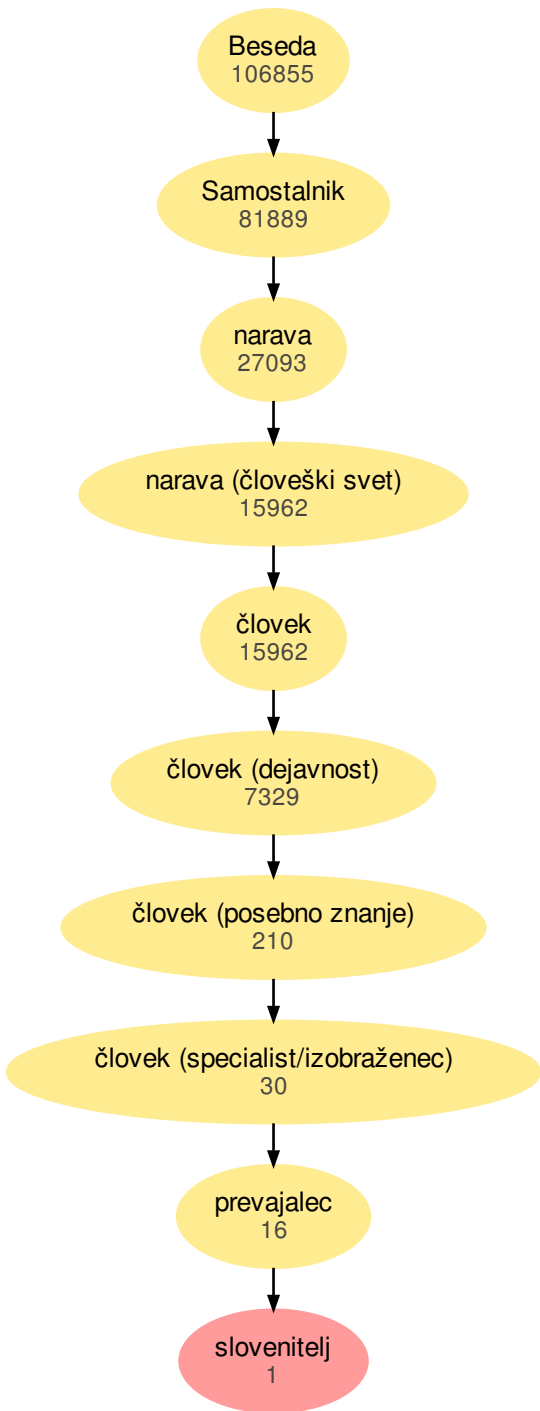 Beseda
106855
Samostalnik
81889
narava
27093
narava (človeški svet)
15962
človek
15962
človek (dejavnost)
7329
človek (posebno znanje)
210
človek (specialist/izobraženec)
30
prevajalec
16
slovenitelj
1